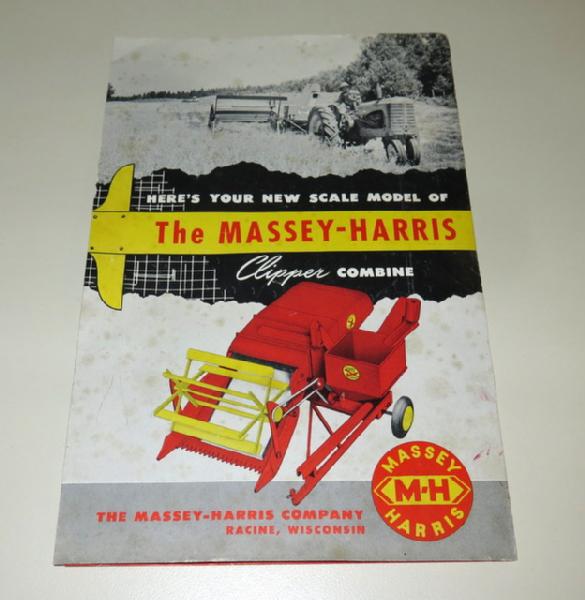 HERE'S YOUR NEW SCALE MODEL OF
The MASSEY-HARRIS
Clipper COMBINE
THE MASSEY-HARRIS COMPANY
RACINE, WISCONSIN
MASSEY
M-H
HARRIS